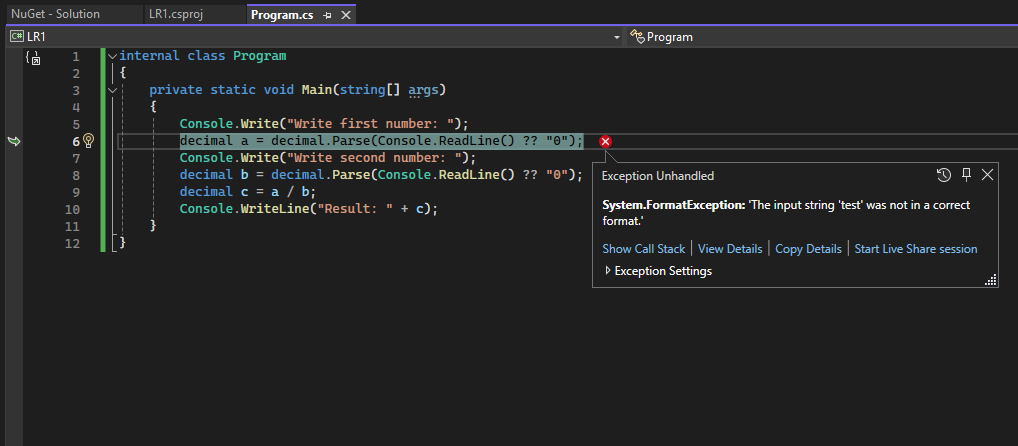 NuGet - Solution
LR1.csproj
Program.cs
C# LR1
Program
1 internal class Program
2 {
3 private static void Main(string[] args)
4 {
5 Console.Write("Write first number: ");
6 decimal a = decimal.Parse(Console.ReadLine() ?? "0");
7 Console.Write("Write second number: ");
8 decimal b = decimal.Parse(Console.ReadLine() ?? "0");
9 decimal c = a / b;
10 Console.WriteLine("Result: " + c);
11 }
12 }
Exception Unhandled
System.FormatException: 'The input string 'test' was not in a correct
format.'
Show Call Stack | View Details | Copy Details | Start Live Share session
Exception Settings